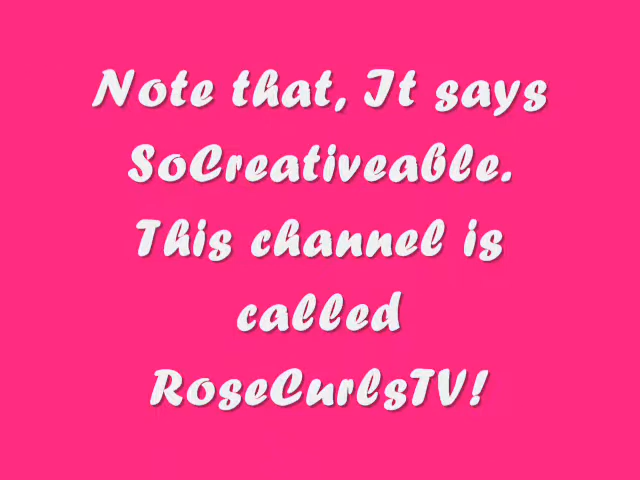 Note that, It says
SoCreativeable.
This channel is
called
RoseCurlsTV!